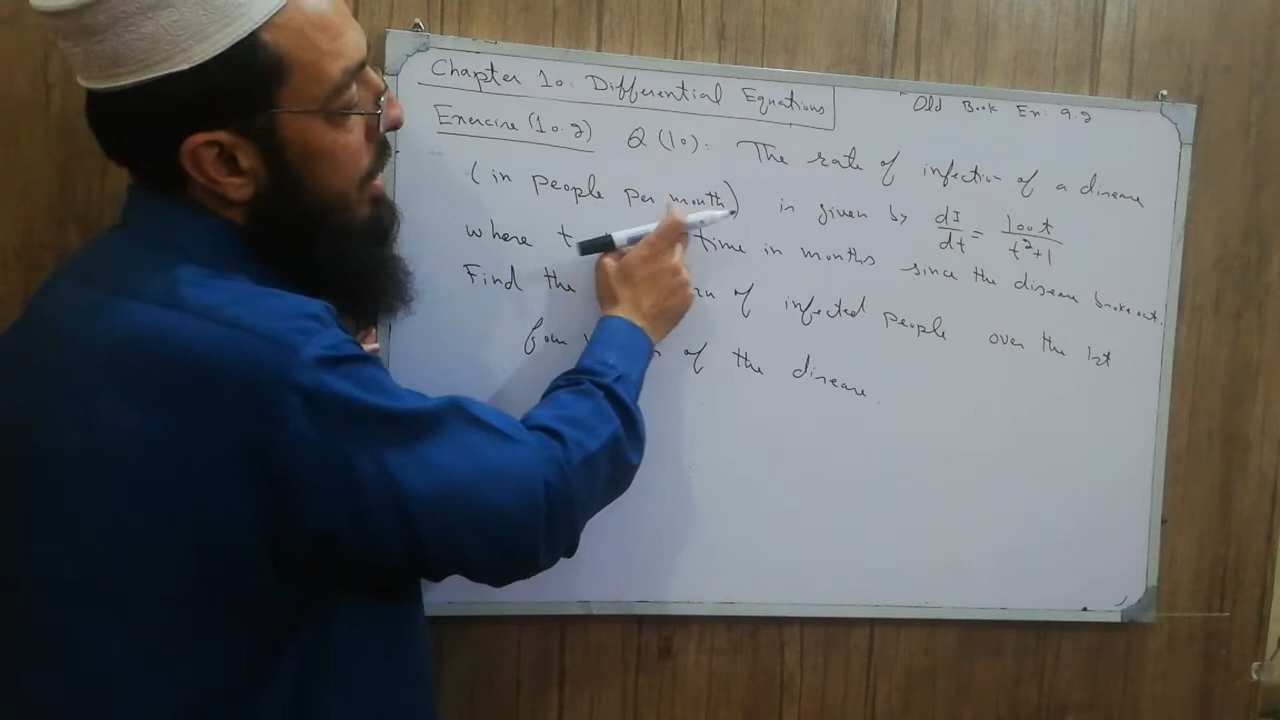 Chapter 10: Differential Equations
Old Book Ex: 9.2
Exercise (10.2) Q (10): The rate of infection of a disease
(in people per month) is given by dI/dt = 100t/t²+1
where t time in months since the disease broke out.
Find the of infected people over the 1st
four of the disease.